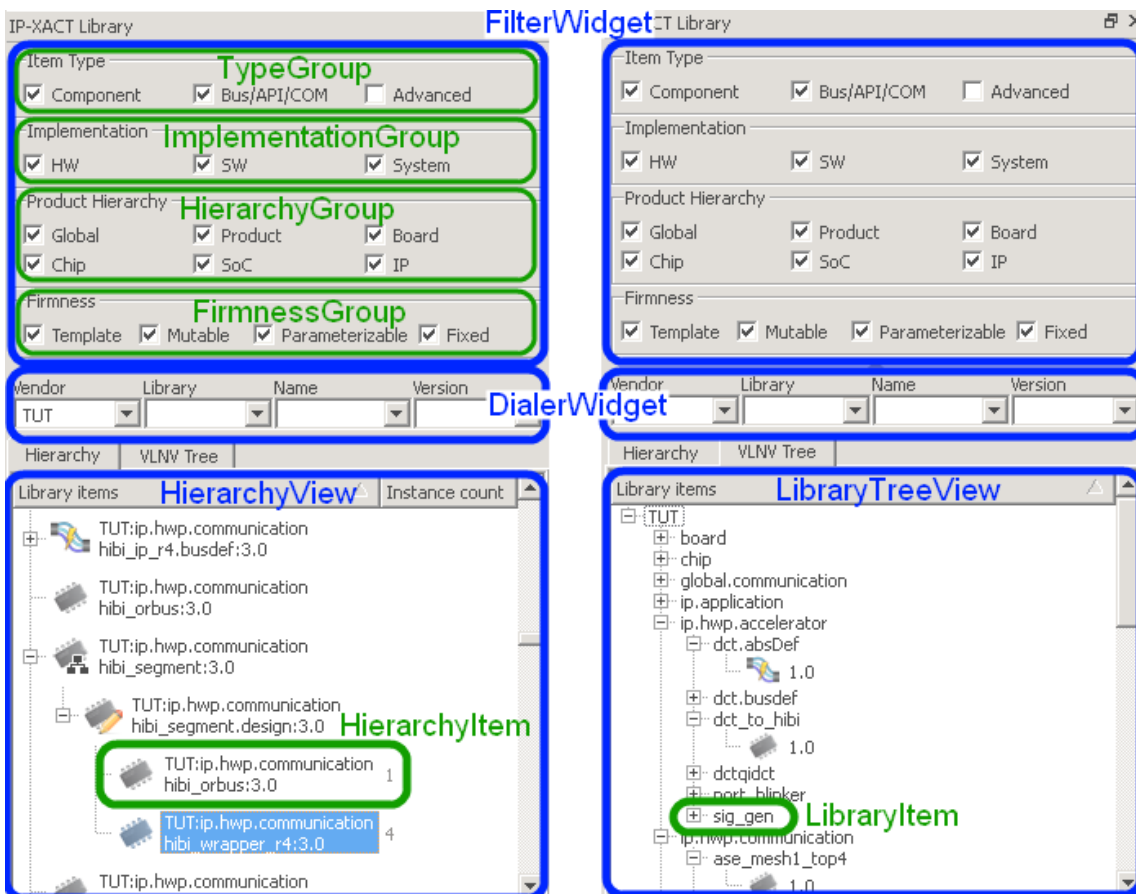 IP-XACT Library
FilterWidget
CT Library
Item Type
TypeGroup
Component Bus/API/COM Advanced
Implementation
ImplementationGroup
HW SW System
Product Hierarchy
HierarchyGroup
Global Product Board
Chip SoC IP
Firmness
FirmnessGroup
Template Mutable Parameterizable Fixed
Item Type
Component Bus/API/COM Advanced
Implementation
HW SW System
Product Hierarchy
Global Product Board
Chip SoC IP
Firmness
Template Mutable Parameterizable Fixed
Vendor Library Name Version
TUT
DialerWidget
Vendor Library Name Version
Hierarchy VLNV Tree
Library items HierarchyView Instance count
TUT:ip.hwp.communication
hibi_ip_r4.busdef:3.0
TUT:ip.hwp.communication
hibi_orbus:3.0
TUT:ip.hwp.communication
hibi_segment:3.0
TUT:ip.hwp.communication
hibi_segment.design:3.0
HierarchyItem
TUT:ip.hwp.communication
hibi_orbus:3.0
1
TUT:ip.hwp.communication
hibi_wrapper_r4:3.0
4
TUT:ip.hwp.communication
Hierarchy VLNV Tree
Library items LibraryTreeView
TUT
board
chip
global.communication
ip.application
ip.hwp.accelerator
dct.absDef
1.0
dct.busdef
dct_to_hibi
1.0
dctqidct
port_blinker
sig_gen LibraryItem
ip.hwp.communication
ase_mesh1_top4
1.0